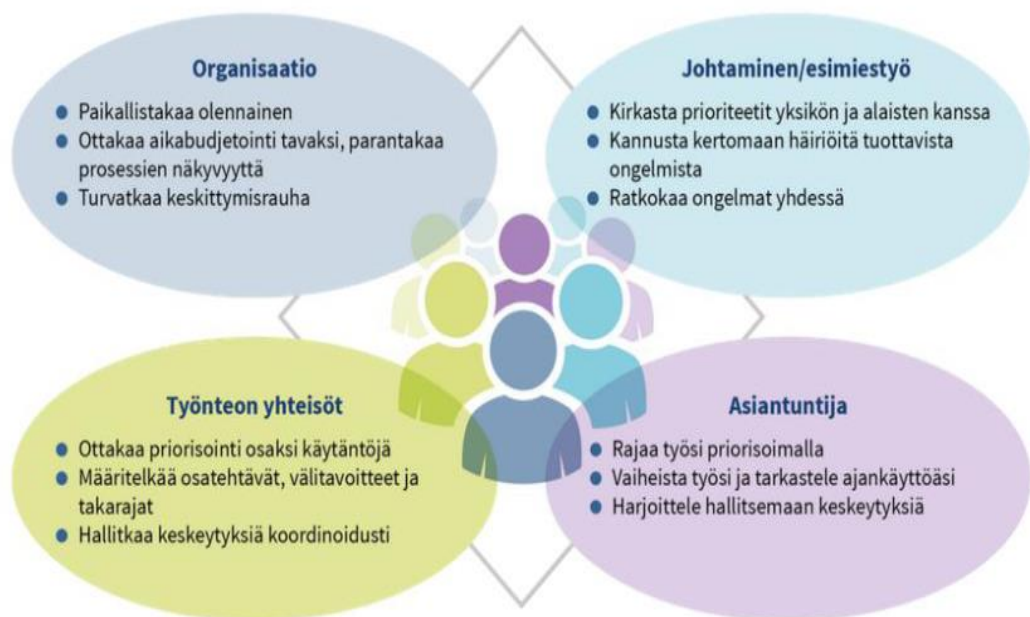 Organisaatio
● Paikallistakaa olennainen
● Ottakaa aikabudjetointi tavaksi, parantakaa
prosessien näkyvyyttä
● Turvatkaa keskittymisrauha
Johtaminen/esimiestyö
● Kirkasta prioriteetit yksikön ja alaisten kanssa
● Kannusta kertomaan häiriöitä tuottavista
ongelmista
● Ratkokaa ongelmat yhdessä
Työnteon yhteisöt
● Ottakaa priorisointi osaksi käytäntöjä
● Määritelkää osatehtävät, välitavoitteet ja
takarajat
● Hallitkaa keskeytyksiä koordinoidusti
Asiantuntija
● Rajaa työsi priorisoimalla
● Vaiheista työsi ja tarkastele ajankäyttöäsi
● Harjoittele hallitsemaan keskeytyksiä